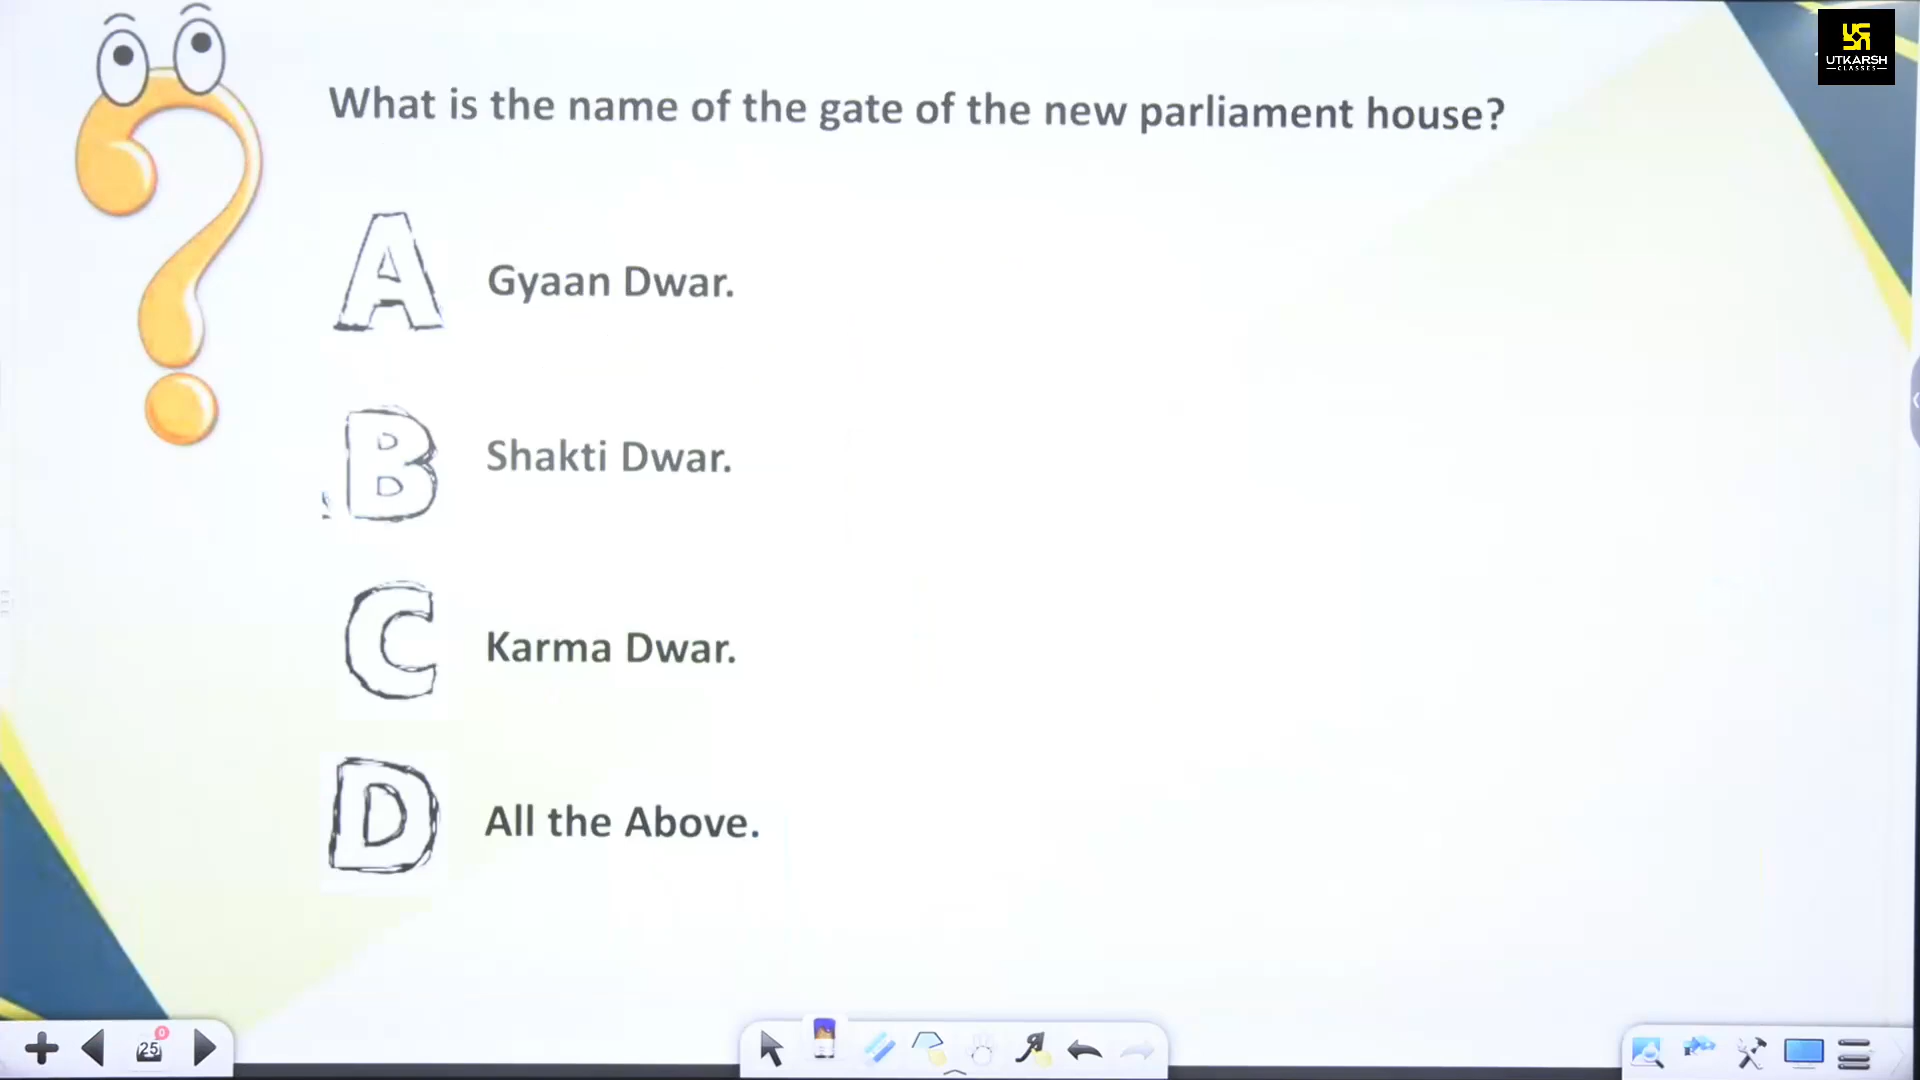 UTKARSH
CLASSES
What is the name of the gate of the new parliament house?
A Gyaan Dwar.
B Shakti Dwar.
C Karma Dwar.
D All the Above.
0
25